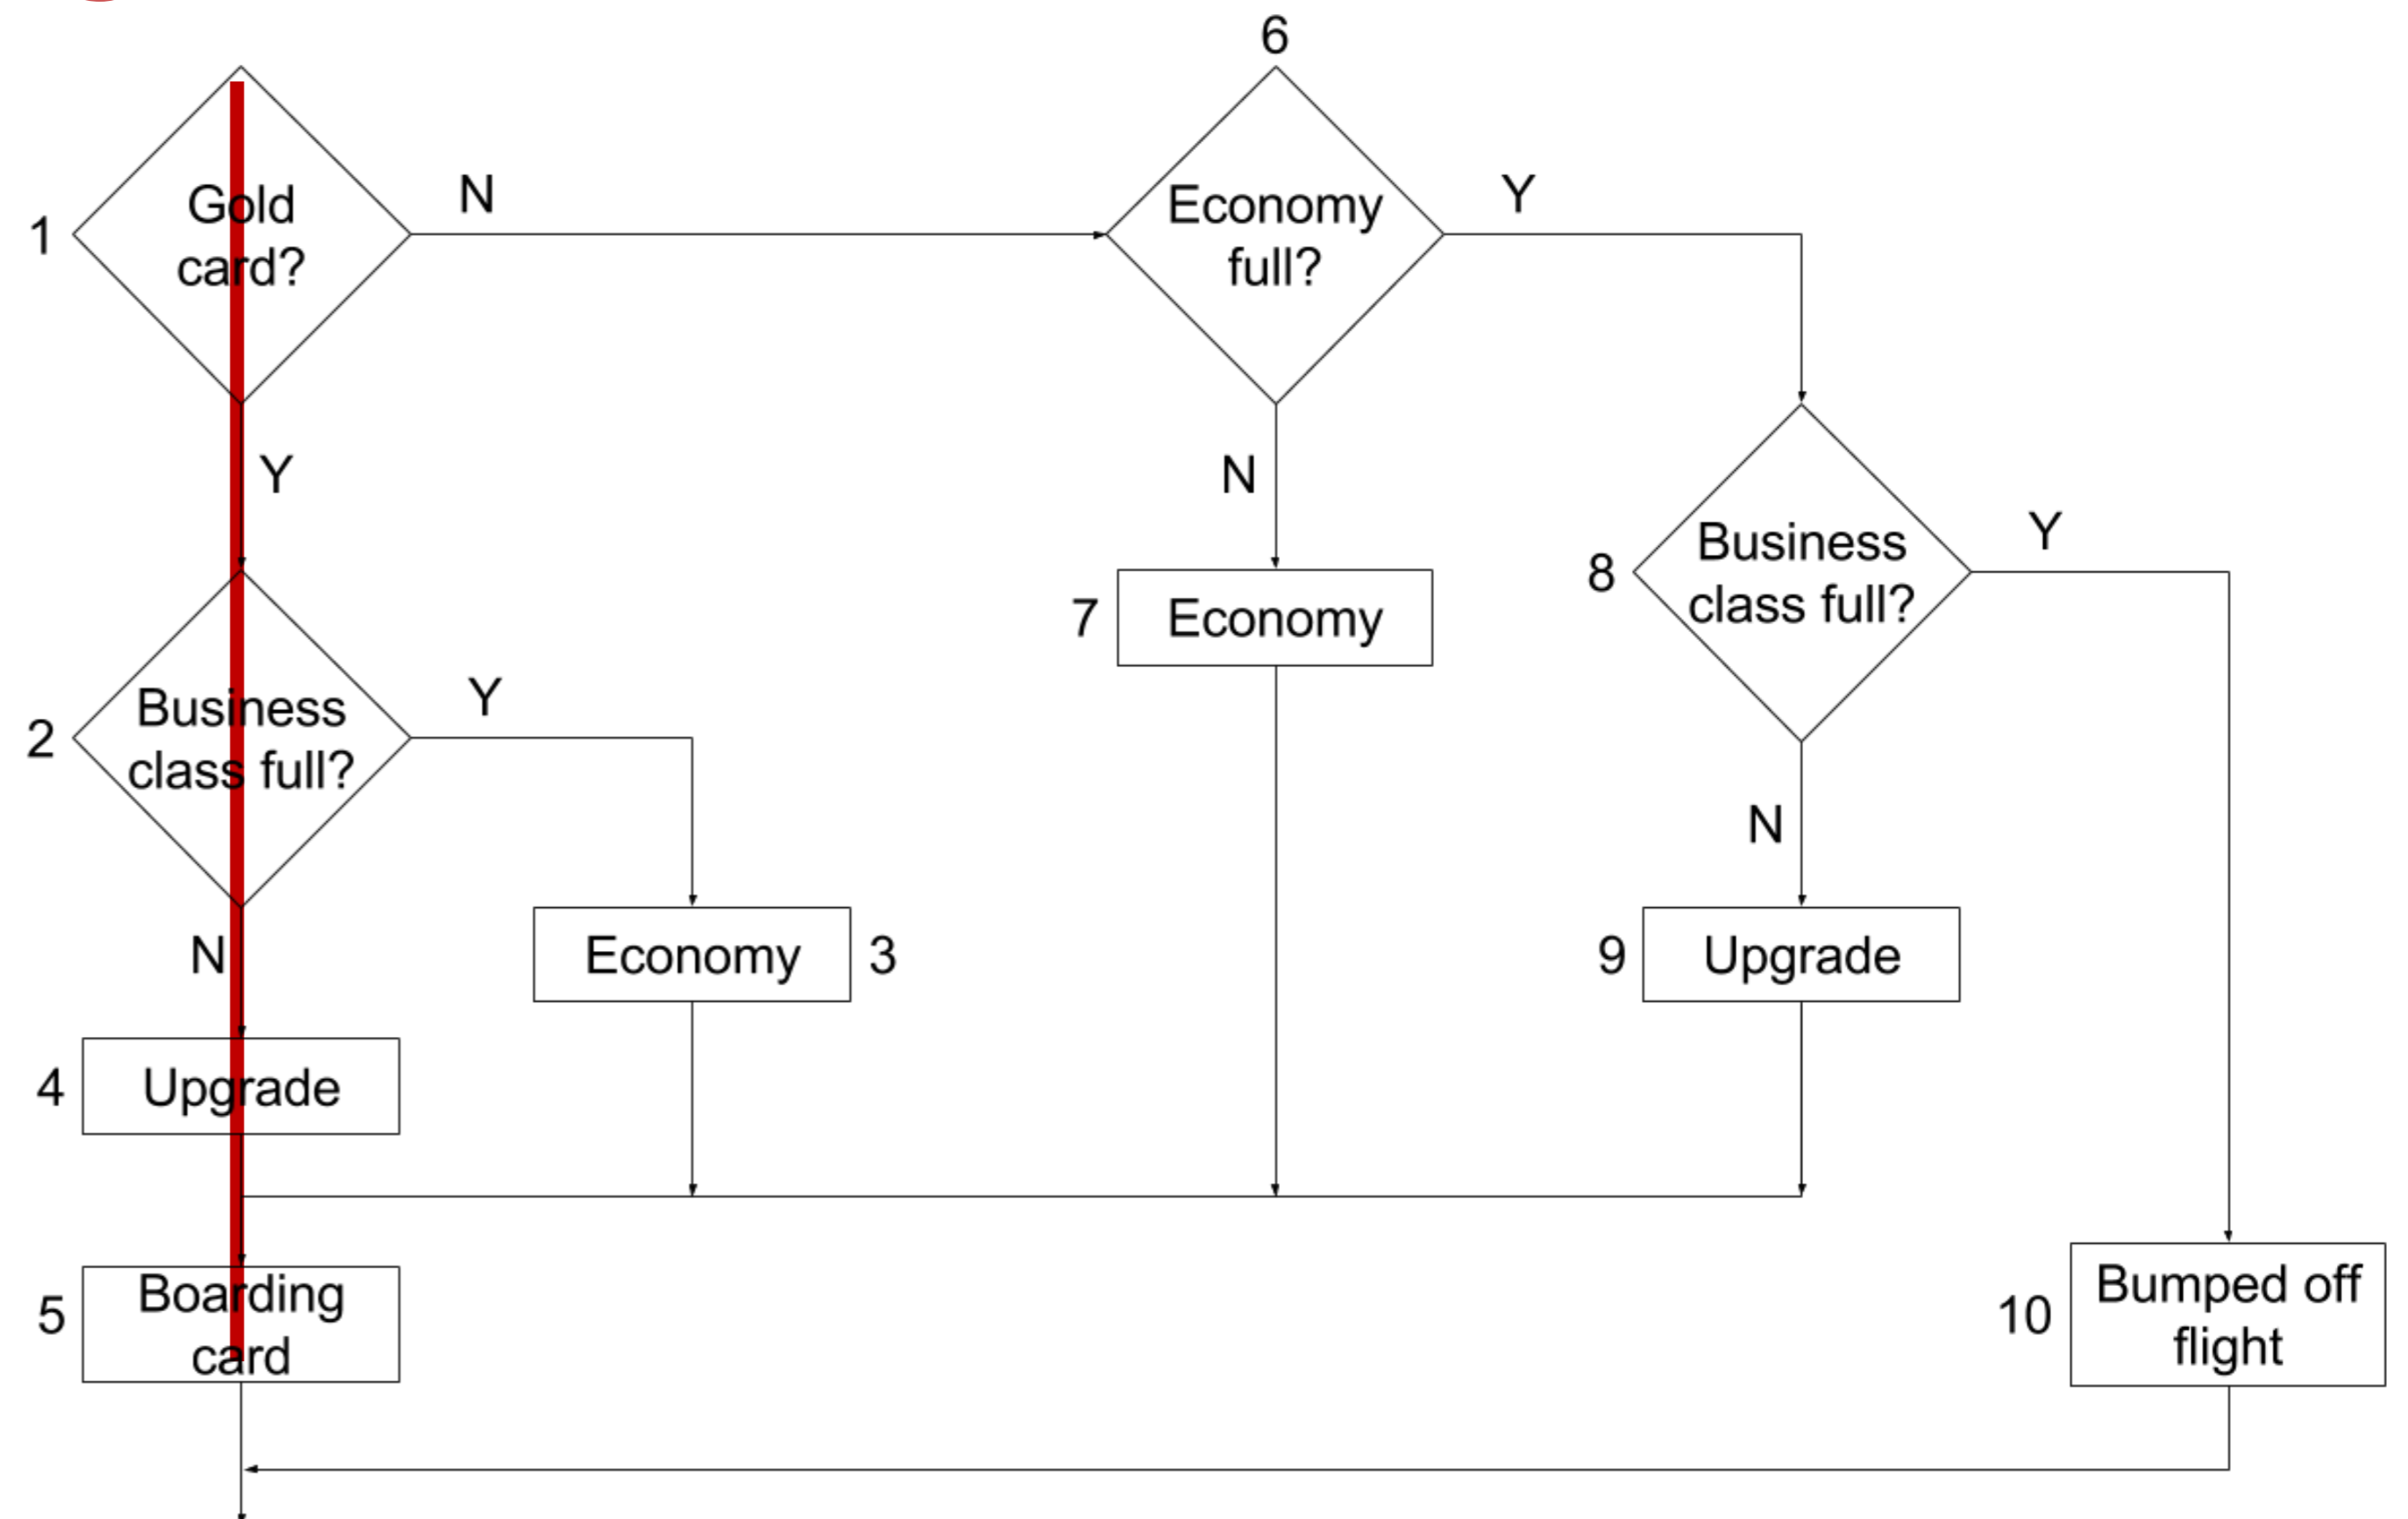 6
Gold
card?
1
N
Economy
full?
Y
Y
N
Business
class full?
8
Y
7
Economy
Business
class full?
2
Y
N
N
Economy
3
9
Upgrade
4
Upgrade
Boarding
card
5
Bumped off
flight
10